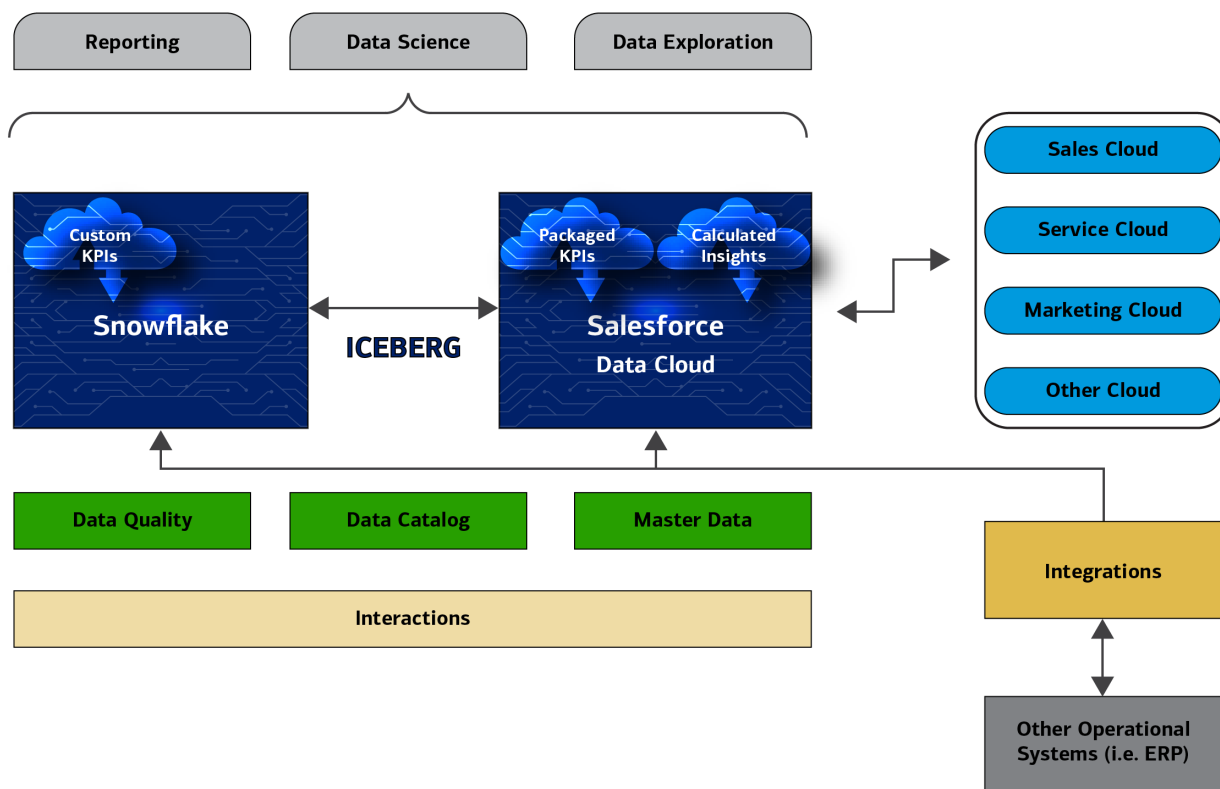 Reporting
Data Science
Data Exploration
Sales Cloud
Service Cloud
Marketing Cloud
Other Cloud
Custom
KPIs
Snowflake
ICEBERG
Packaged
KPIs
Calculated
Insights
Salesforce
Data Cloud
Data Quality
Data Catalog
Master Data
Interactions
Integrations
Other Operational
Systems (i.e. ERP)